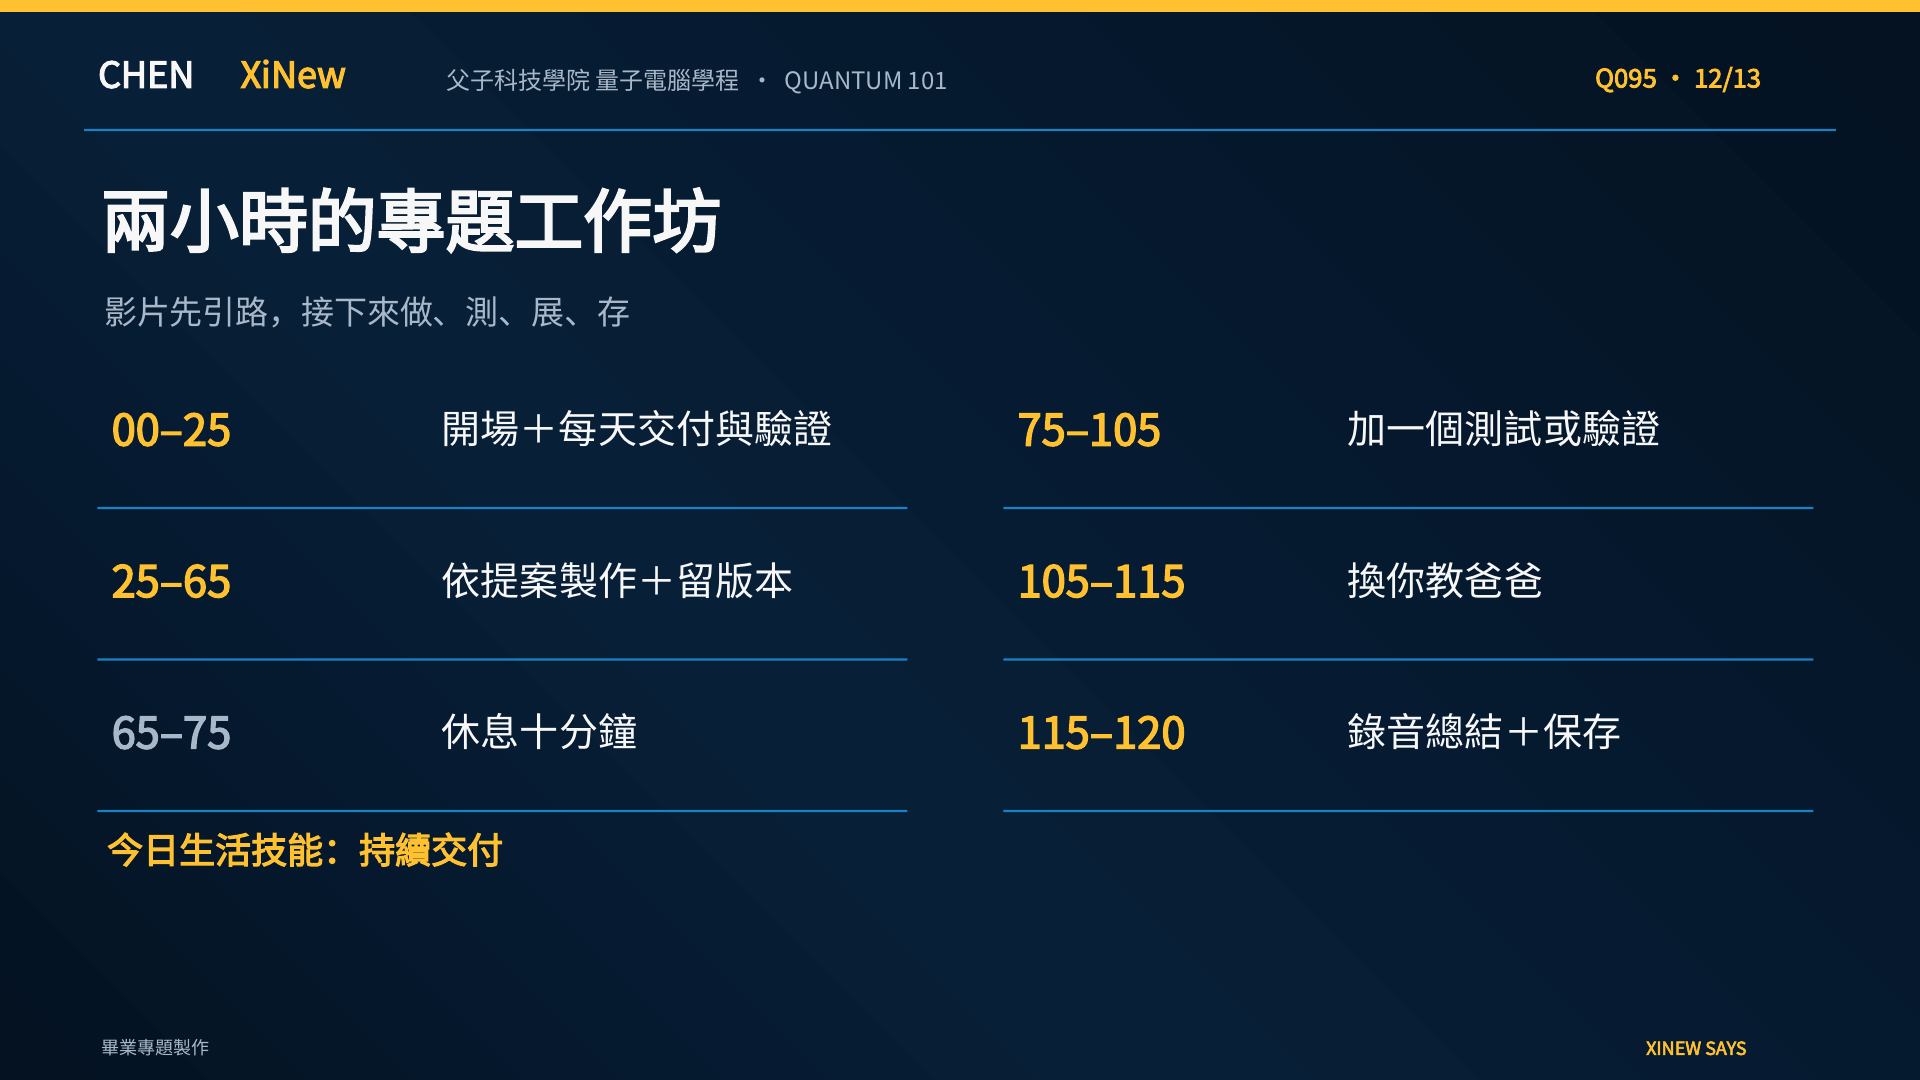 CHEN XiNew 父子科技學院 量子電腦學程 · QUANTUM 101 Q095 · 12/13
兩小時的專題工作坊
影片先引路，接下來做、測、展、存
00–25 開場＋每天交付與驗證
25–65 依提案製作＋留版本
65–75 休息十分鐘
75–105 加一個測試或驗證
105–115 換你教爸爸
115–120 錄音總結＋保存
今日生活技能：持續交付
畢業專題製作
XINEW SAYS